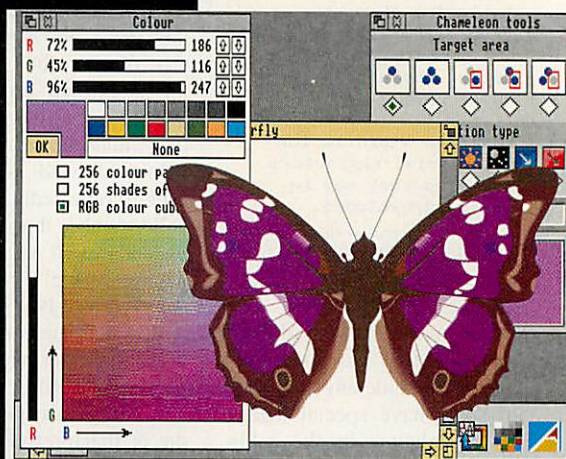 Colour
R 72% 186
G 45% 116
B 96% 247
OK
None
256 colour pa
256 shades of
RGB colour cub
G
R B
rfly
Chameleon tools
Target area
tion type